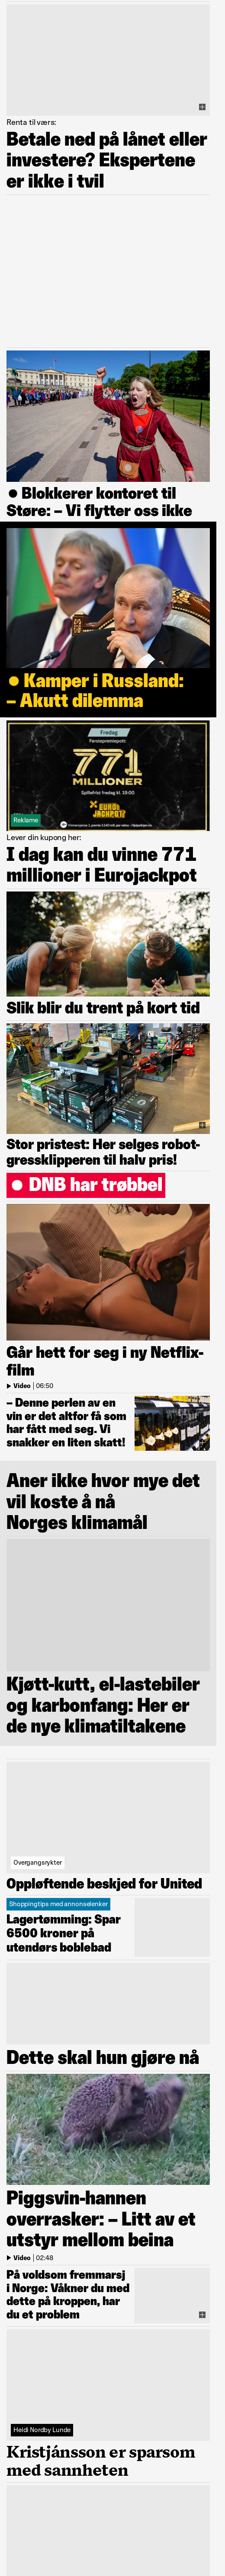 Renta til værs:
Betale ned på lånet eller
investere? Ekspertene
er ikke i tvil
● Blokkerer kontoret til
Støre: – Vi flytter oss ikke
● Kamper i Russland:
– Akutt dilemma
Fredag
Førstepremiepott
771
MILLIONER
Spillefrist fredag kl. 19.00
EURO
JACKPOT
Reklame
Lever din kupong her:
I dag kan du vinne 771
millioner i Eurojackpot
Slik blir du trent på kort tid
Stor pristest: Her selges robot-
gressklipperen til halv pris!
● DNB har trøbbel
Går hett for seg i ny Netflix-
film
Video | 06:50
– Denne perlen av en
vin er det altfor få som
har fått med seg. Vi
snakker en liten skatt!
Aner ikke hvor mye det
vil koste å nå
Norges klimamål
Kjøtt-kutt, el-lastebiler
og karbonfang: Her er
de nye klimatiltakene
Overgangsrykter
Oppløftende beskjed for United
Shoppingtips med annonselenker
Lagertømming: Spar
6500 kroner på
utendørs boblebad
Dette skal hun gjøre nå
Piggsvin-hannen
overrasker: – Litt av et
utstyr mellom beina
Video | 02:48
På voldsom fremmarsj
i Norge: Våkner du med
dette på kroppen, har
du et problem
Heidi Nordby Lunde
Kristjánsson er sparsom
med sannheten